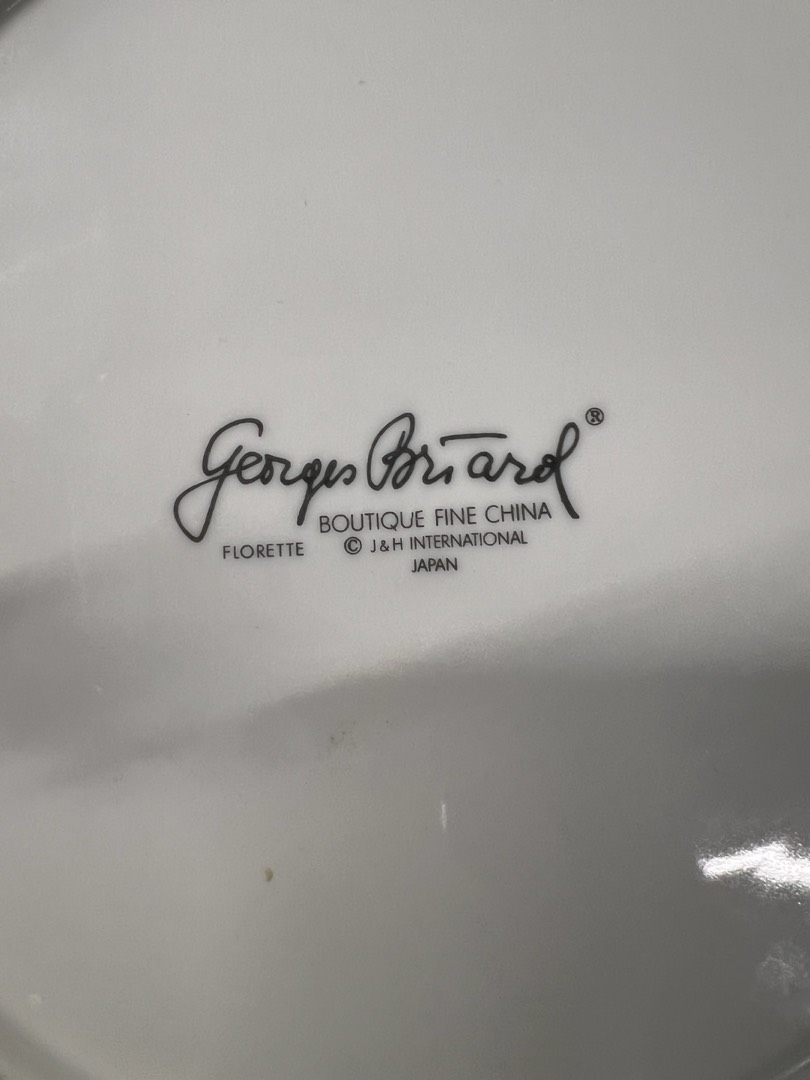 Georges Briard®
BOUTIQUE FINE CHINA
FLORETTE © J&H INTERNATIONAL
JAPAN